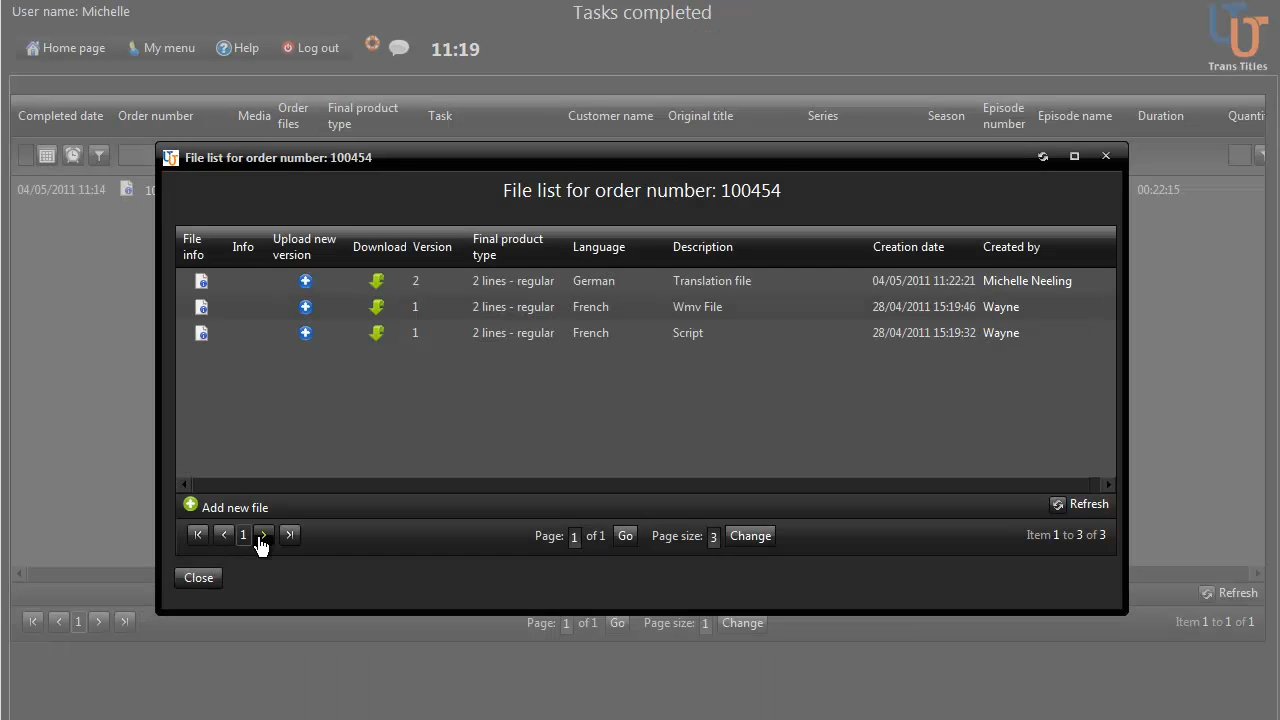 User name: Michelle
Tasks completed
Home page
My menu
Help
Log out
11:19
Trans Titles
Completed date
Order number
Media
Order files
Final product type
Task
Customer name
Original title
Series
Season
Episode number
Episode name
Duration
Quanti
04/05/2011 11:14
10
00:22:15
File list for order number: 100454
File list for order number: 100454
File info
Info
Upload new version
Download
Version
Final product type
Language
Description
Creation date
Created by
2
2 lines - regular
German
Translation file
04/05/2011 11:22:21
Michelle Neeling
1
2 lines - regular
French
Wmv File
28/04/2011 15:19:46
Wayne
1
2 lines - regular
French
Script
28/04/2011 15:19:32
Wayne
Add new file
Refresh
1
Page: 1 of 1
Go
Page size: 3
Change
Item 1 to 3 of 3
Close
Refresh
1
Page: 1 of 1
Go
Page size: 1
Change
Item 1 to 1 of 1